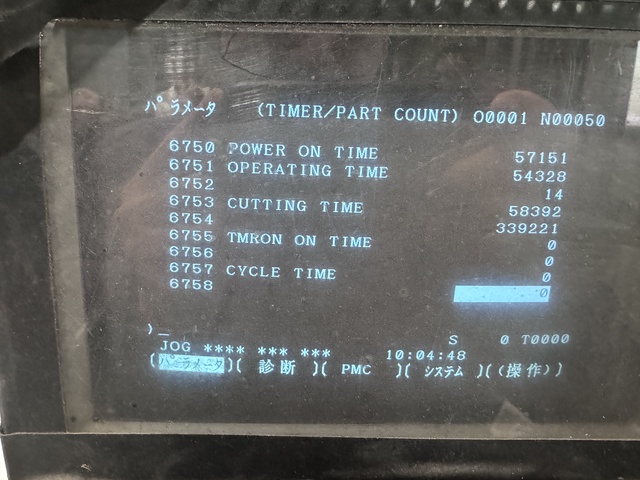 パラメータ (TIMER/PART COUNT) O0001 N00050
6750 POWER ON TIME 57151
6751 OPERATING TIME 54328
6752 14
6753 CUTTING TIME 58392
6754 339221
6755 TMRON ON TIME 0
6756 0
6757 CYCLE TIME 0
6758 0
)_
S 0 T0000
JOG **** *** *** 10:04:48
(パラメータ)( 診断 )( PMC )( システム )((操作))